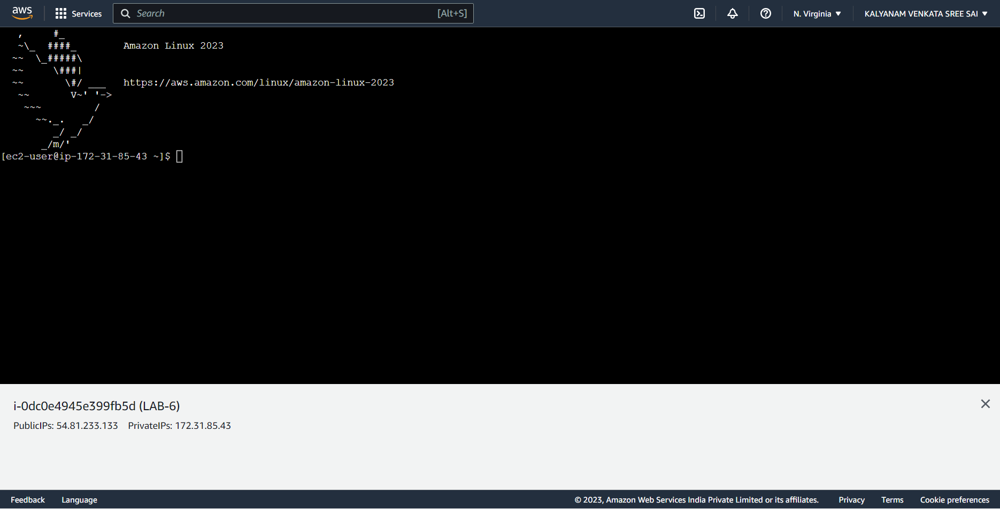 aws Services Search [Alt+S] N. Virginia KALYANAM VENKATA SREE SAI
   ,     #_
   ~\_  ####_        Amazon Linux 2023
  ~~  \_#####\
  ~~     \###|
  ~~       \#/ ___   https://aws.amazon.com/linux/amazon-linux-2023
   ~~       V~' '->
    ~~~         /
      ~~._.   _/
         _/ _/
       _/m/'
[ec2-user@ip-172-31-85-43 ~]$
i-0dc0e4945e399fb5d (LAB-6)
PublicIPs: 54.81.233.133 PrivateIPs: 172.31.85.43
Feedback Language © 2023, Amazon Web Services India Private Limited or its affiliates. Privacy Terms Cookie preferences